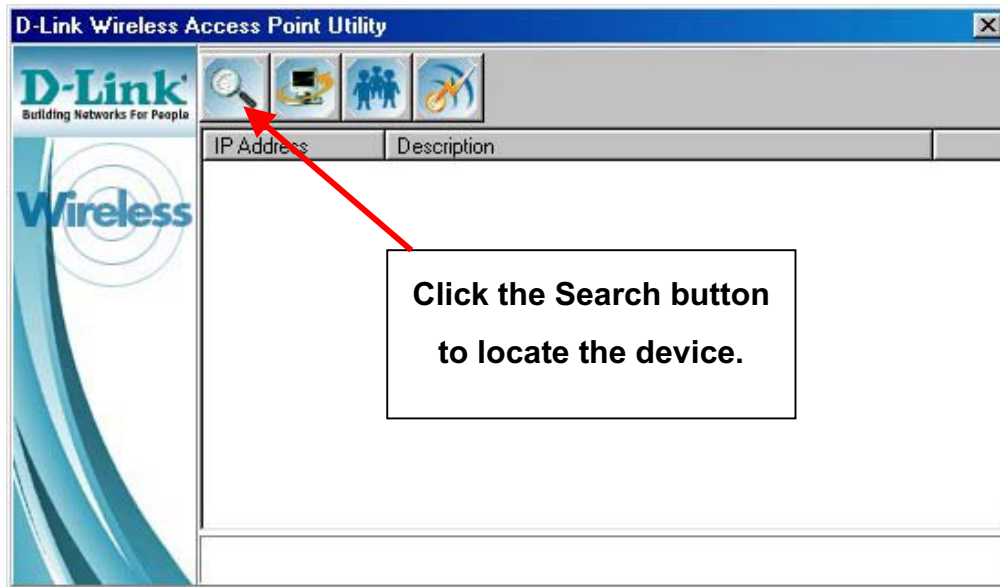 D-Link Wireless Access Point Utility
D-Link
Building Networks For People
IP Address
Description
Wireless
Click the Search button
to locate the device.